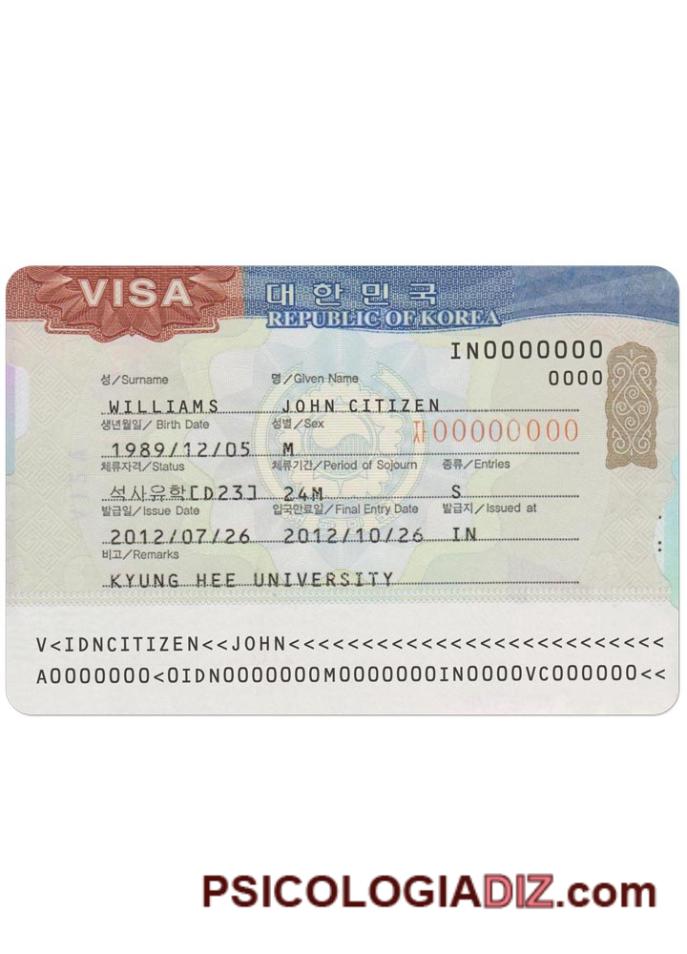 VISA
대한민국
REPUBLIC OF KOREA
IN0000000
0000
성/Surname 명/Given Name
WILLIAMS JOHN CITIZEN
생년월일/ Birth Date 성별/Sex 자00000000
1989/12/05 M
체류자격/Status 체류기간/Period of Sojourn 종류/Entries
석사유학[D23] 24M S
발급일/Issue Date 입국만료일/Final Entry Date 발급지/Issued at
2012/07/26 2012/10/26 IN
비고/Remarks
KYUNG HEE UNIVERSITY
V<IDNCITIZEN<<JOHN<<<<<<<<<<<<<<<<<<<<<<<<<<
A0000000<0IDN0000000M0000000IN0000VC000000<<
PSICOLOGIADIZ.com